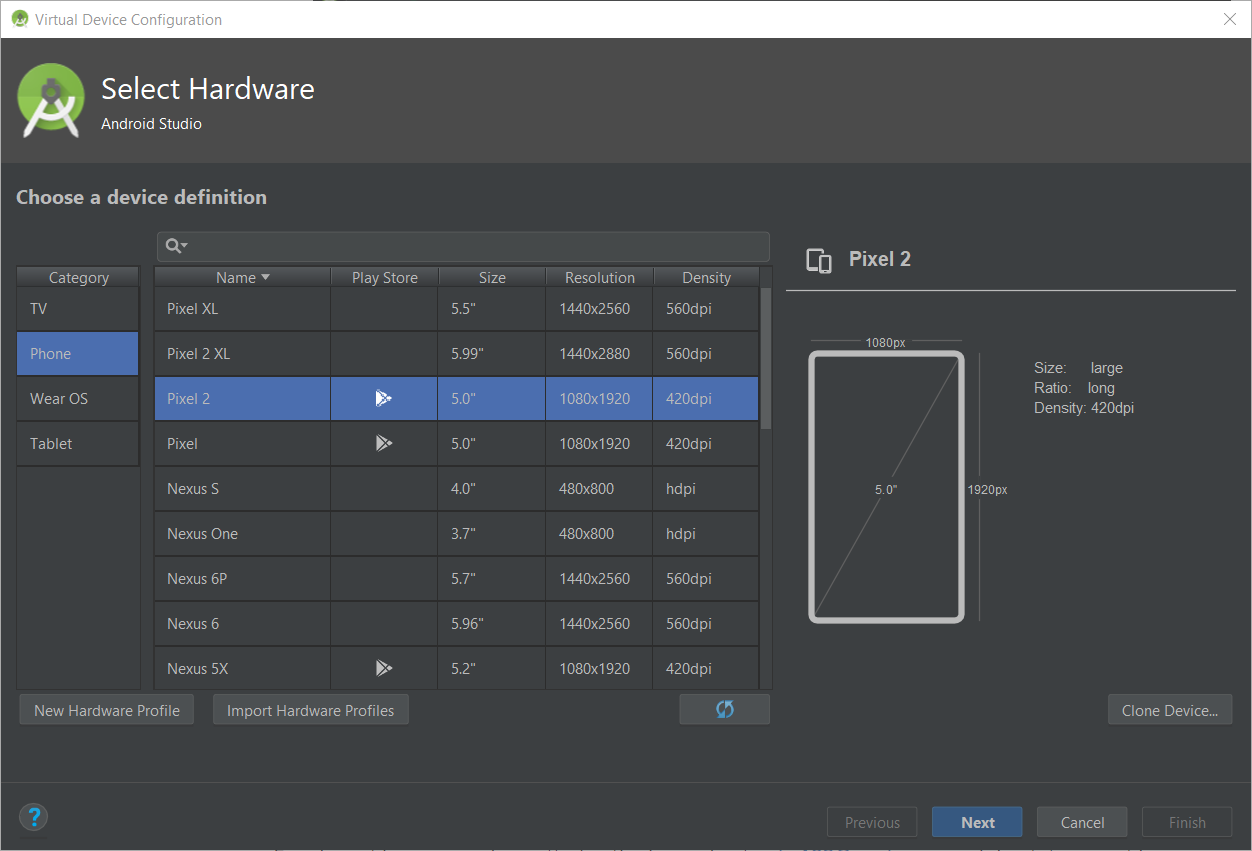 Virtual Device Configuration
Select Hardware
Android Studio
Choose a device definition
Category
TV
Phone
Wear OS
Tablet
Name Play Store Size Resolution Density
Pixel XL 5.5" 1440x2560 560dpi
Pixel 2 XL 5.99" 1440x2880 560dpi
Pixel 2 5.0" 1080x1920 420dpi
Pixel 5.0" 1080x1920 420dpi
Nexus S 4.0" 480x800 hdpi
Nexus One 3.7" 480x800 hdpi
Nexus 6P 5.7" 1440x2560 560dpi
Nexus 6 5.96" 1440x2560 560dpi
Nexus 5X 5.2" 1080x1920 420dpi
Pixel 2
1080px
5.0"
1920px
Size: large
Ratio: long
Density: 420dpi
New Hardware Profile Import Hardware Profiles Clone Device...
? Previous Next Cancel Finish